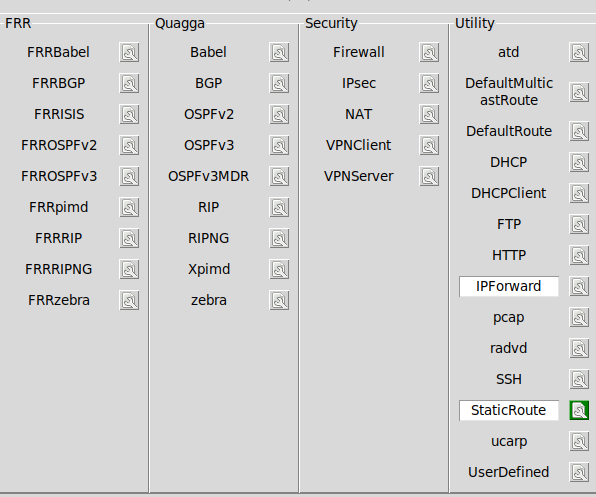 FRR
FRRBabel
FRRBGP
FRRISIS
FRROSPFv2
FRROSPFv3
FRRpimd
FRRRIP
FRRRIPNG
FRRzebra
Quagga
Babel
BGP
OSPFv2
OSPFv3
OSPFv3MDR
RIP
RIPNG
Xpimd
zebra
Security
Firewall
IPsec
NAT
VPNClient
VPNServer
Utility
atd
DefaultMultic
astRoute
DefaultRoute
DHCP
DHCPClient
FTP
HTTP
IPForward
pcap
radvd
SSH
StaticRoute
ucarp
UserDefined